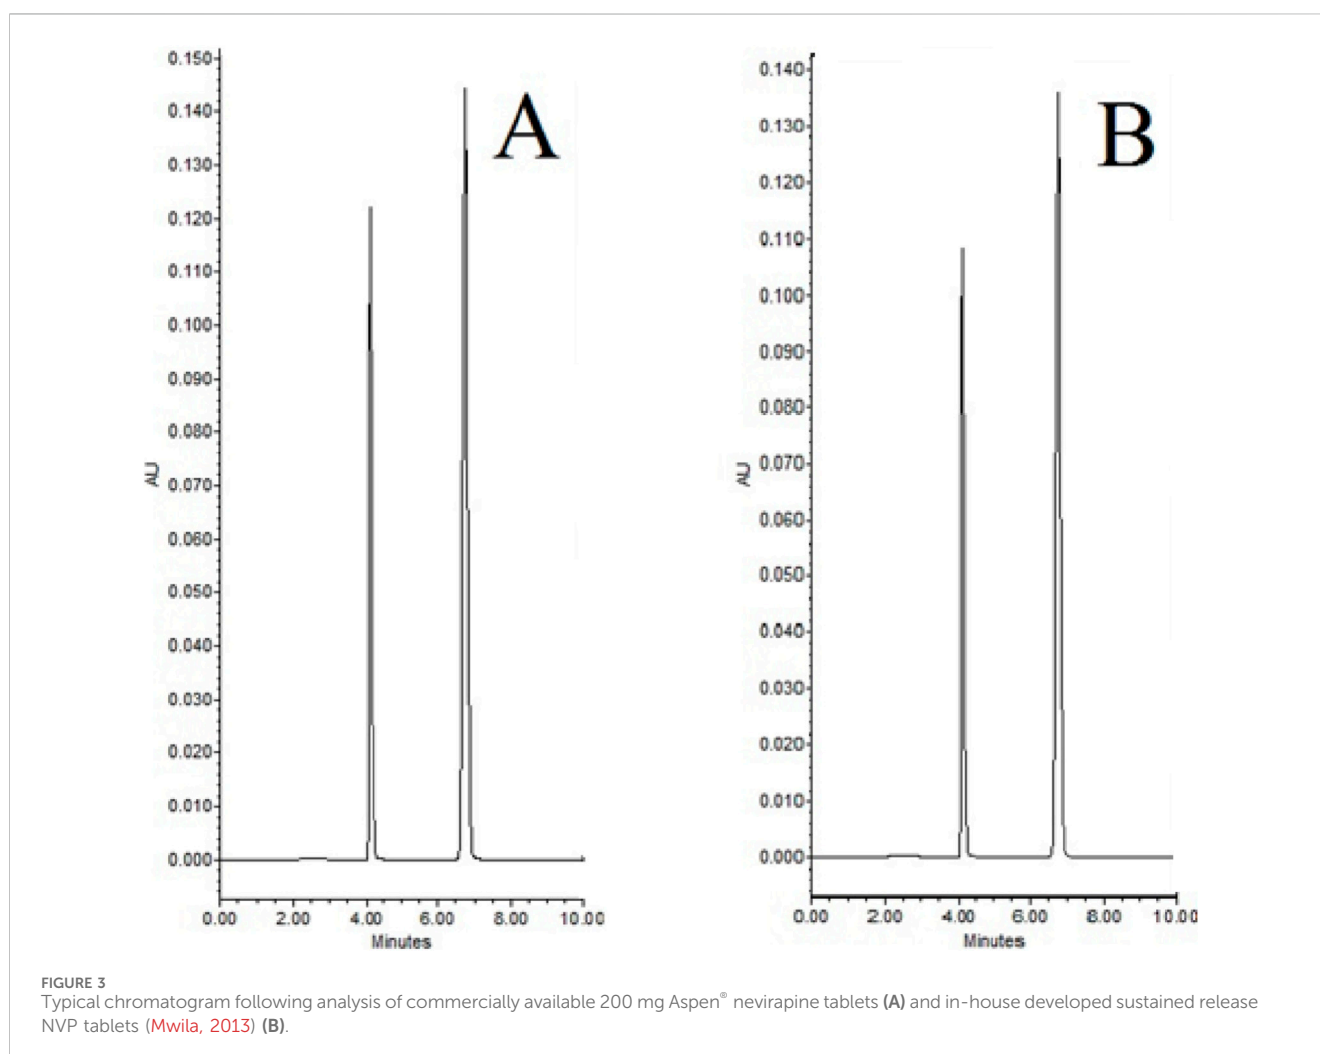 A
0.150
0.140
0.130
0.120
0.110
0.100
0.090
0.080
0.070
0.060
0.050
0.040
0.030
0.020
0.010
0.000
AU
0.00 2.00 4.00 6.00 8.00 10.00
Minutes
B
0.140
0.130
0.120
0.110
0.100
0.090
0.080
0.070
0.060
0.050
0.040
0.030
0.020
0.010
0.000
AU
0.00 2.00 4.00 6.00 8.00 10.00
Minutes
FIGURE 3
Typical chromatogram following analysis of commercially available 200 mg Aspen® nevirapine tablets (A) and in-house developed sustained release
NVP tablets (Mwila, 2013) (B).